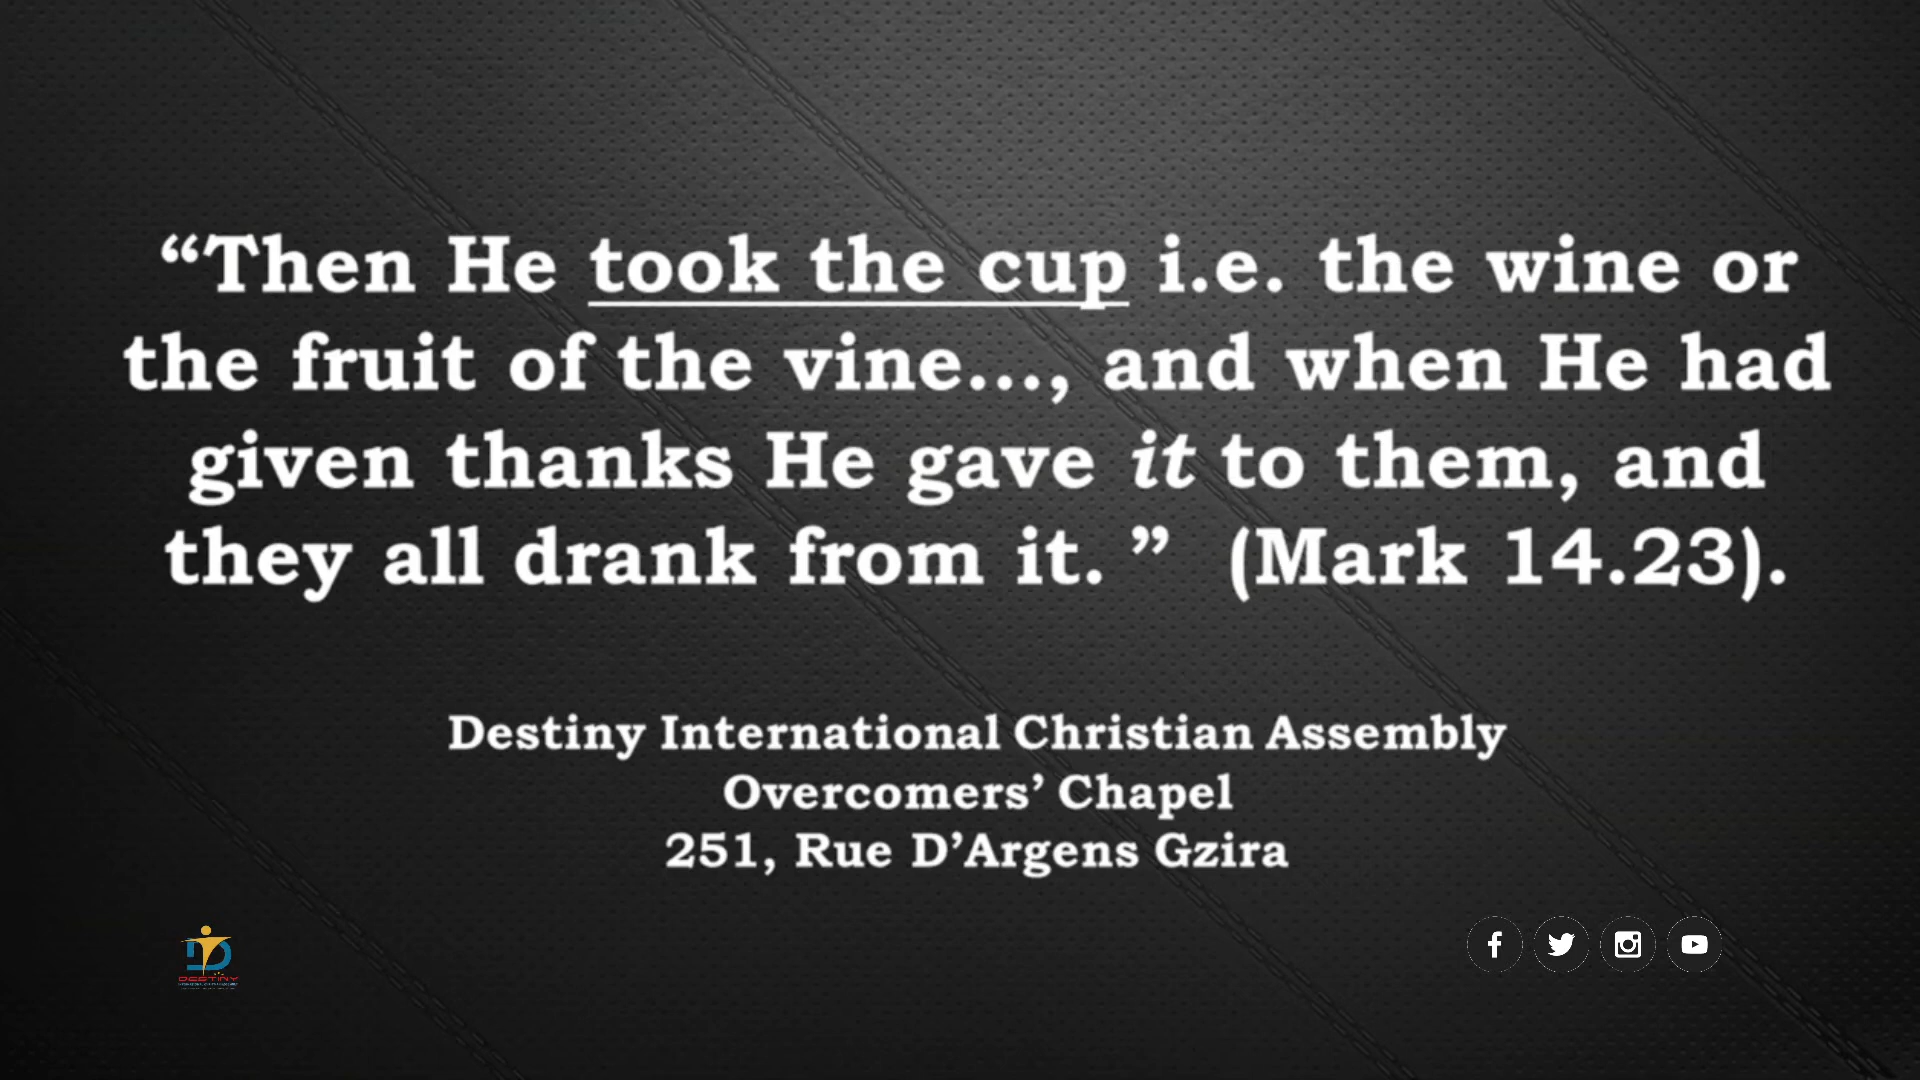 “Then He took the cup i.e. the wine or
the fruit of the vine..., and when He had
given thanks He gave it to them, and
they all drank from it. ”  (Mark 14.23).
Destiny International Christian Assembly
Overcomers’ Chapel
251, Rue D’Argens Gzira
DESTINY